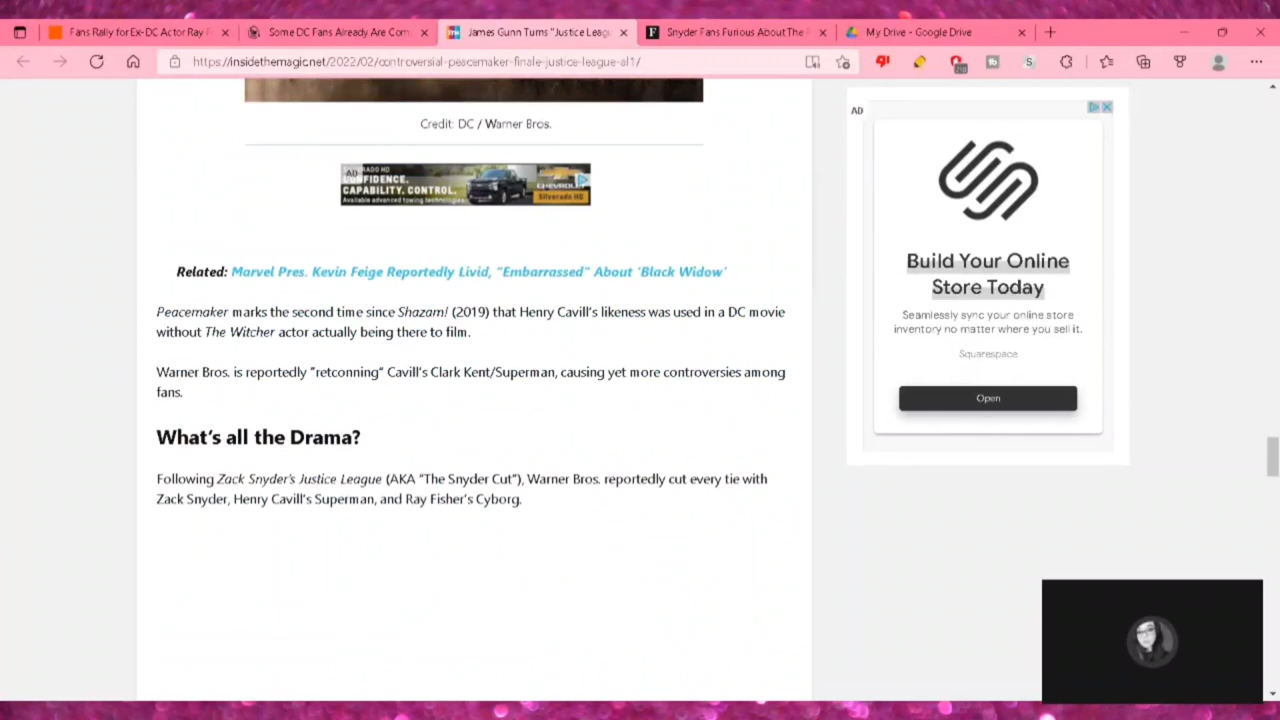 Fans Rally for Ex-DC Actor Ray F
Some DC Fans Already Are Com
James Gunn Turns "Justice Leag
Snyder Fans Furious About The F
My Drive - Google Drive
https://insidethemagic.net/2022/02/controversial-peacemaker-finale-justice-league-al1/
Credit: DC / Warner Bros.
AD
CONFIDENCE.
CAPABILITY. CONTROL.
Available advanced towing technologies
CHEVROLET
Silverado HD
Related: Marvel Pres. Kevin Feige Reportedly Livid, "Embarrassed" About 'Black Widow'
Peacemaker marks the second time since Shazam! (2019) that Henry Cavill's likeness was used in a DC movie
without The Witcher actor actually being there to film.
Warner Bros. is reportedly "retconning" Cavill's Clark Kent/Superman, causing yet more controversies among
fans.
What's all the Drama?
Following Zack Snyder's Justice League (AKA "The Snyder Cut"), Warner Bros. reportedly cut every tie with
Zack Snyder, Henry Cavill's Superman, and Ray Fisher's Cyborg.
AD
Build Your Online
Store Today
Seamlessly sync your online store
inventory no matter where you sell it.
Squarespace
Open